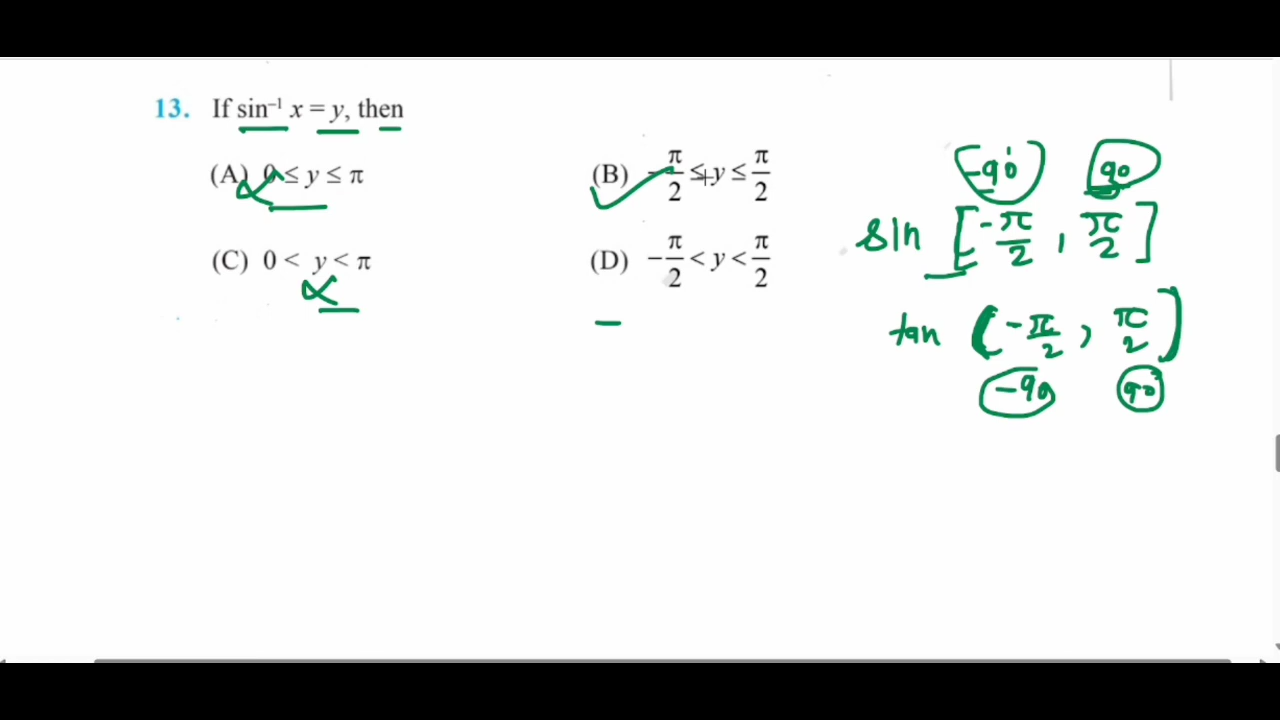 13. If sin⁻¹ x = y, then
(A) 0 ≤ y ≤ π
(B) -π/2 ≤ y ≤ π/2
(C) 0 < y < π
(D) -π/2 < y < π/2
-90° 90
sin [-π/2, π/2]
tan (-π/2, π/2)
-90 90°